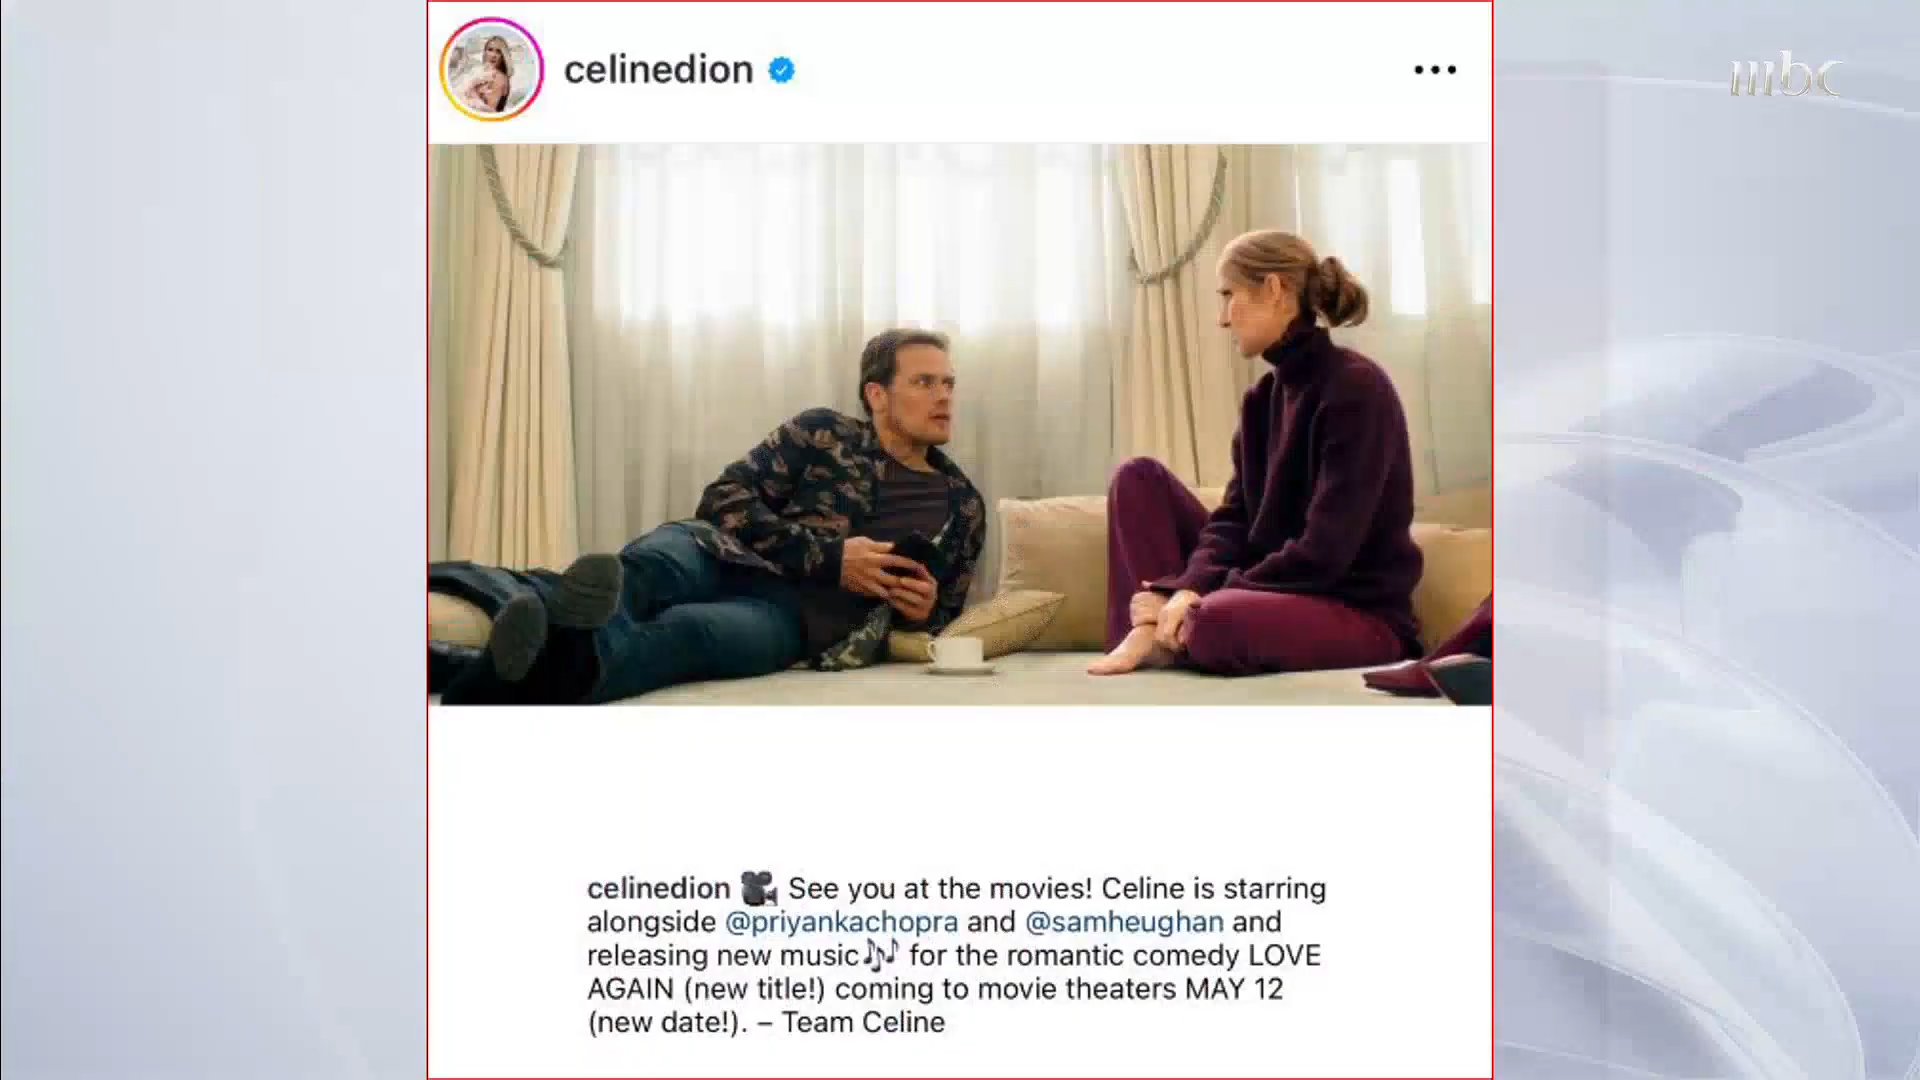 celinedion
mbc
celinedion 🎥 See you at the movies! Celine is starring
alongside @priyankachopra and @samheughan and
releasing new music🎶 for the romantic comedy LOVE
AGAIN (new title!) coming to movie theaters MAY 12
(new date!). – Team Celine